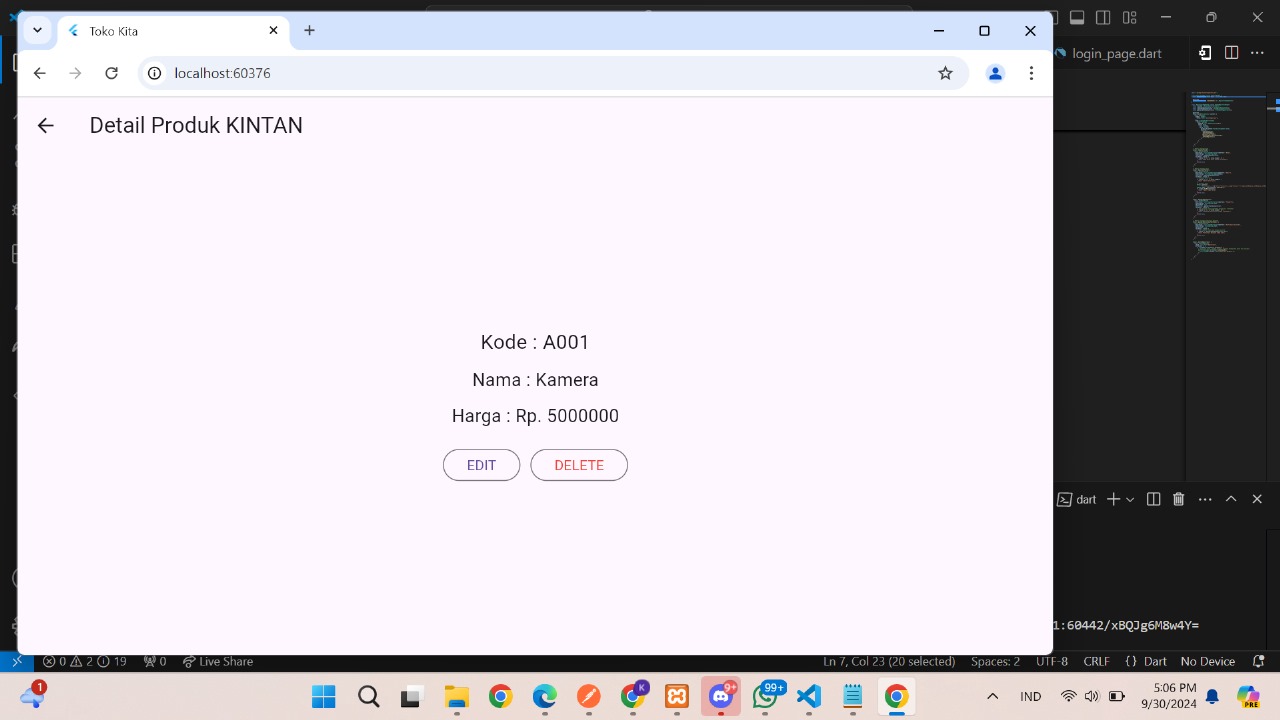 Toko Kita
login_page.dart
localhost:60376
Detail Produk KINTAN
Kode : A001
Nama : Kamera
Harga : Rp. 5000000
EDIT
DELETE
dart
1:60442/xBQJg6M8w4Y=
0 2 19 0 Live Share
Ln 7, Col 23 (20 selected) Spaces: 2 UTF-8 CRLF {} Dart No Device
1
K
9+
99+
PRE
IND
5:06 PM
9/30/2024